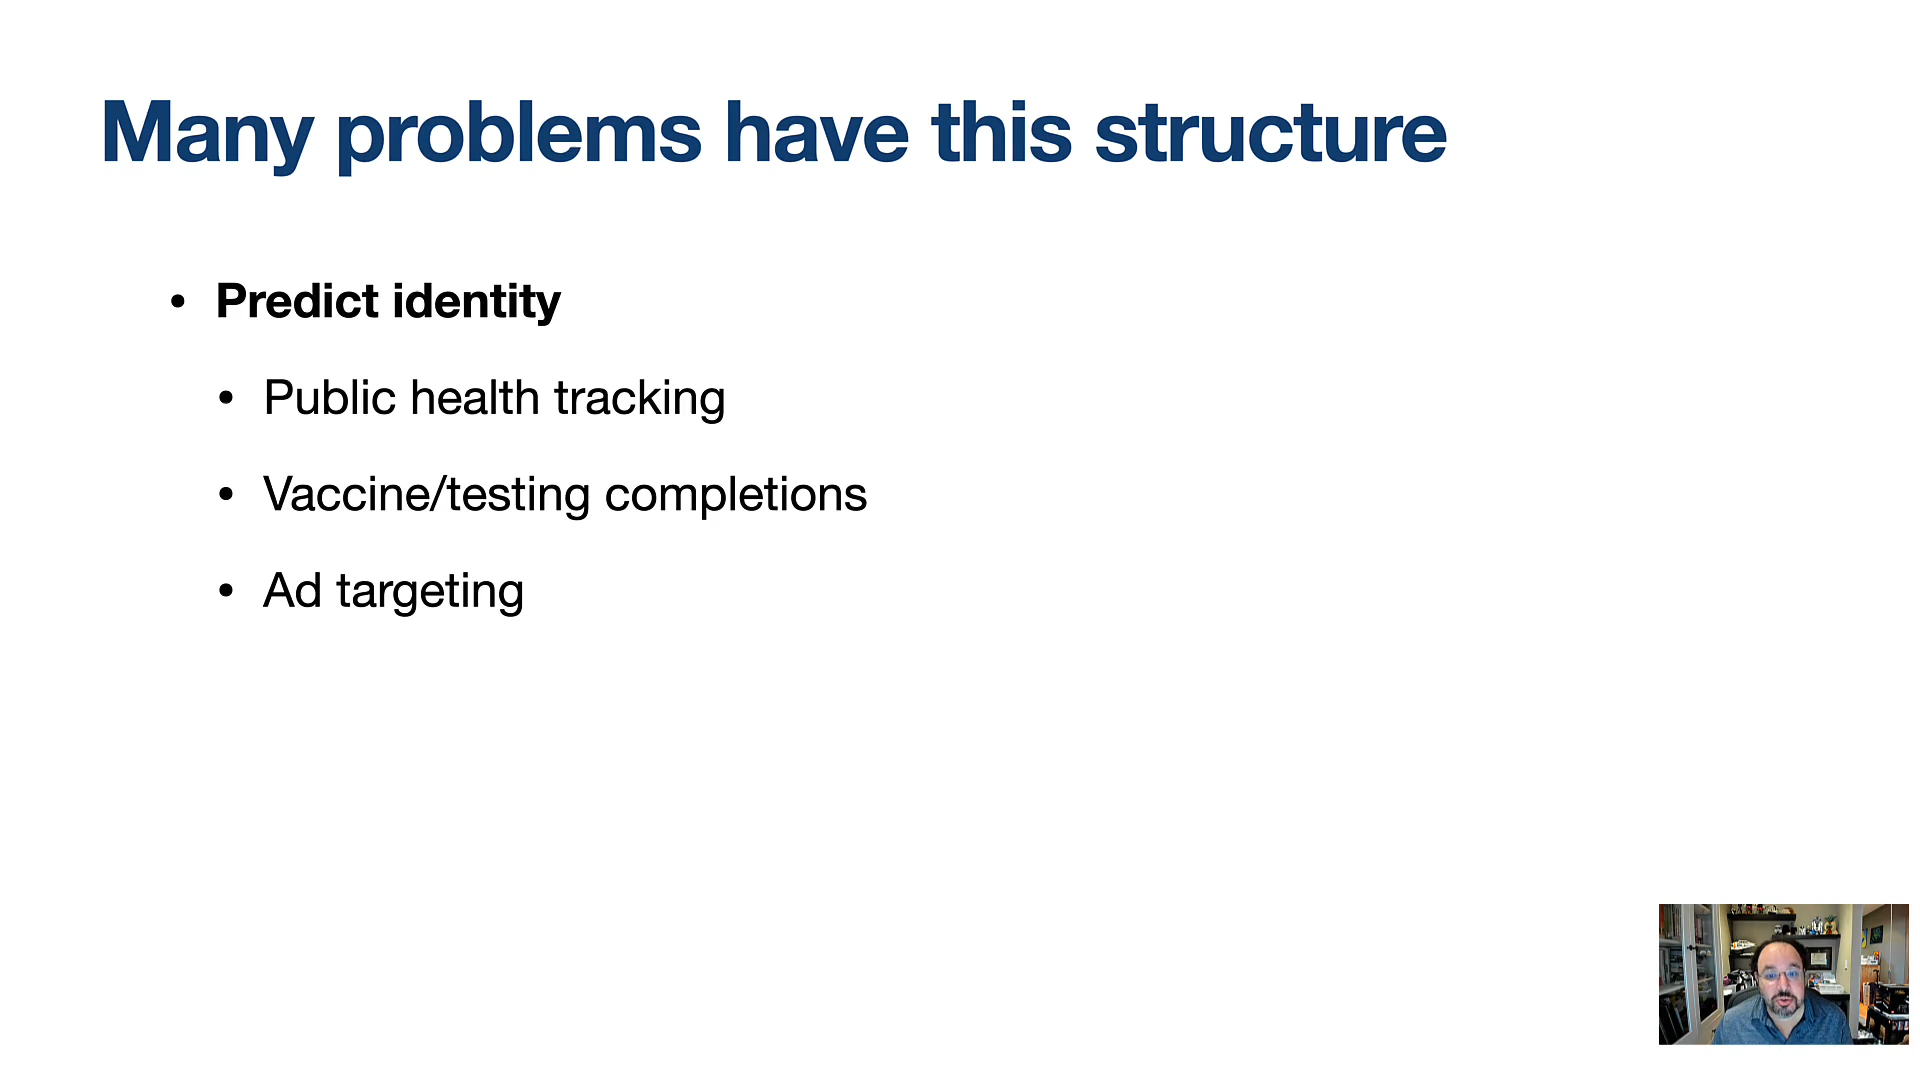 Many problems have this structure
• Predict identity
• Public health tracking
• Vaccine/testing completions
• Ad targeting